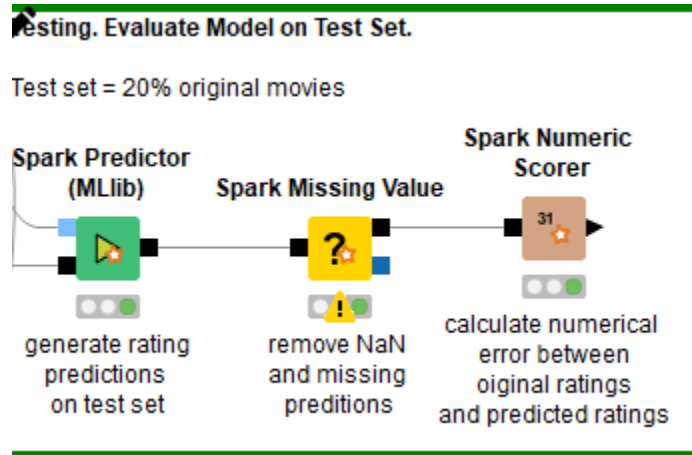 esting. Evaluate Model on Test Set.
Test set = 20% original movies
Spark Predictor
(MLlib)
Spark Missing Value
Spark Numeric
Scorer
?
31
!
generate rating
predictions
on test set
remove NaN
and missing
preditions
calculate numerical
error between
oiginal ratings
and predicted ratings